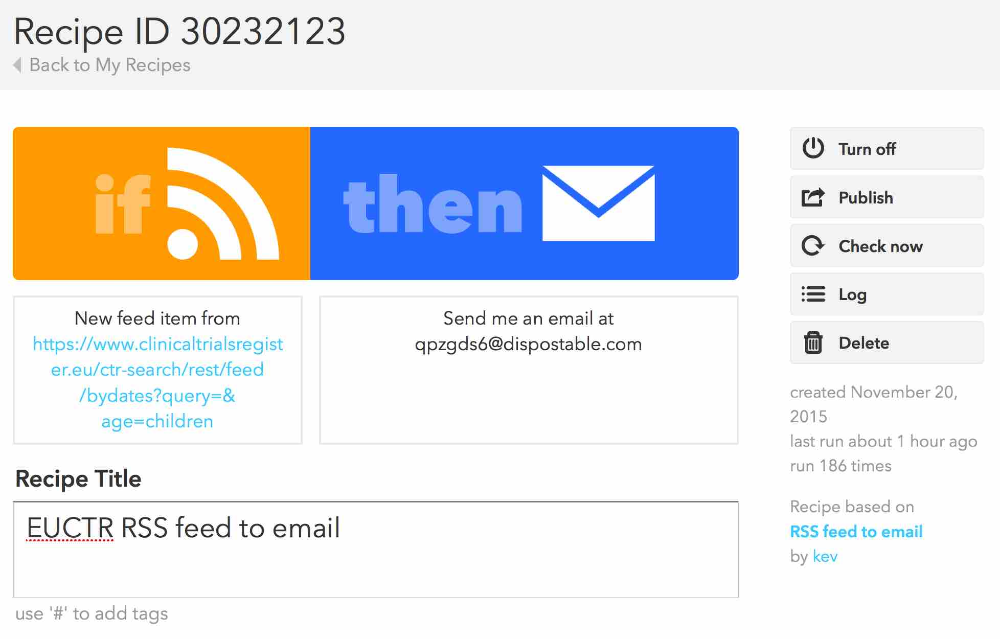 Recipe ID 30232123
Back to My Recipes
if then
New feed item from
https://www.clinicaltrialsregist
er.eu/ctr-search/rest/feed
/bydates?query=&
age=children
Send me an email at
qpzgds6@dispostable.com
Recipe Title
EUCTR RSS feed to email
use '#' to add tags
Turn off
Publish
Check now
Log
Delete
created November 20,
2015
last run about 1 hour ago
run 186 times
Recipe based on
RSS feed to email
by kev